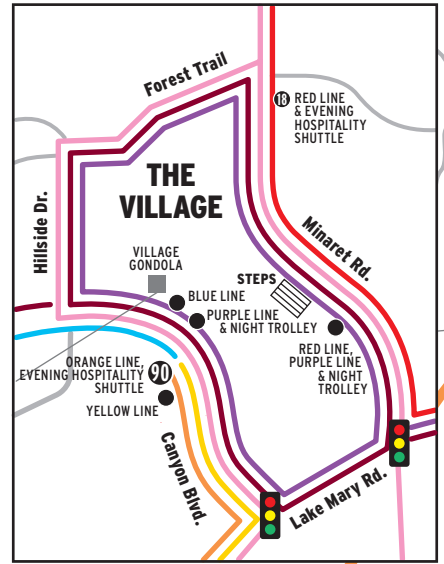 Forest Trail
18 RED LINE
& EVENING
HOSPITALITY
SHUTTLE
THE
VILLAGE
Hillside Dr.
Minaret Rd.
VILLAGE
GONDOLA
STEPS
BLUE LINE
PURPLE LINE
& NIGHT TROLLEY
RED LINE,
PURPLE LINE
& NIGHT
TROLLEY
ORANGE LINE,
EVENING HOSPITALITY
SHUTTLE
90
YELLOW LINE
Canyon Blvd.
Lake Mary Rd.